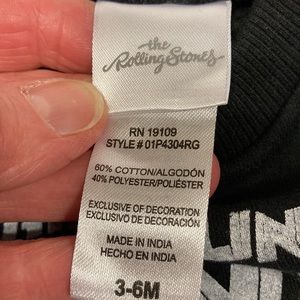 the
Rolling Stones
RN 19109
STYLE # 01P4304RG
60% COTTON/ALGODÓN
40% POLYESTER/POLIÉSTER
EXCLUSIVE OF DECORATION
EXCLUSIVO DE DECORACIÓN
MADE IN INDIA
HECHO EN INDIA
3-6M